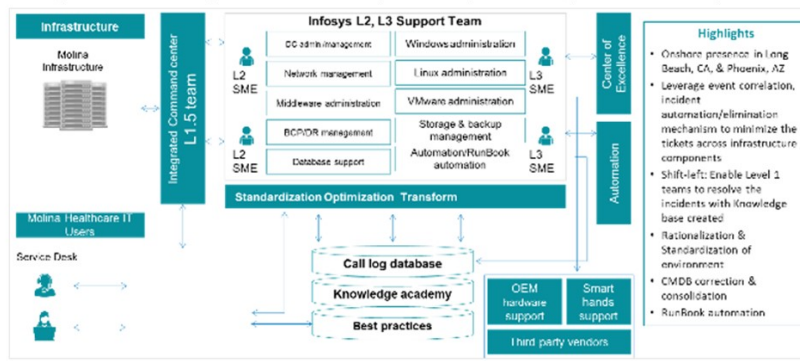 Infrastructure
Molina
Infrastructure
Integrated Command center
L1.5 team
Infosys L2, L3 Support Team
L2
SME
L2
SME
DC admin/management
Network management
Middleware administration
BCP/DR management
Database support
Windows administration
Linux administration
VMware administration
Storage & backup
management
Automation/RunBook
automation
L3
SME
L3
SME
Standardization Optimization Transform
Center of
Excellence
Automation
Molina Healthcare IT
Users
Service Desk
Call log database
Knowledge academy
Best practices
OEM
hardware
support
Smart
hands
support
Third party vendors
Highlights
• Onshore presence in Long
Beach, CA, & Phoenix, AZ
• Leverage event correlation,
incident
automation/elimination
mechanism to minimize the
tickets across infrastructure
components
• Shift-left: Enable Level 1
teams to resolve the
incidents with Knowledge
base created
• Rationalization &
Standardization of
environment
• CMDB correction &
consolidation
• RunBook automation